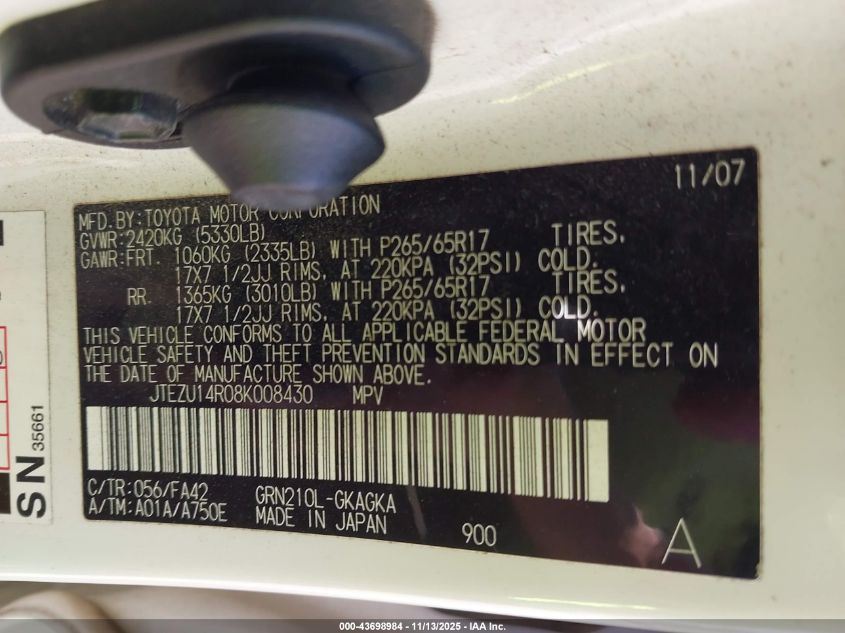 11/07
MFD.BY:TOYOTA MOTOR CORPORATION
GVWR:2420KG (5330LB)
GAWR:FRT. 1060KG (2335LB) WITH P265/65R17 TIRES,
17X7 1/2JJ RIMS, AT 220KPA (32PSI) COLD.
RR. 1365KG (3010LB) WITH P265/65R17 TIRES,
17X7 1/2JJ RIMS, AT 220KPA (32PSI) COLD.
THIS VEHICLE CONFORMS TO ALL APPLICABLE FEDERAL MOTOR
VEHICLE SAFETY AND THEFT PREVENTION STANDARDS IN EFFECT ON
THE DATE OF MANUFACTURE SHOWN ABOVE.
JTEZU14R08K008430 MPV
C/TR:056/FA42 GRN210L-GKAGKA
A/TM:A01A/A750E MADE IN JAPAN 900
A
SN 35661
000-43698984 - 11/13/2025 - IAA Inc.